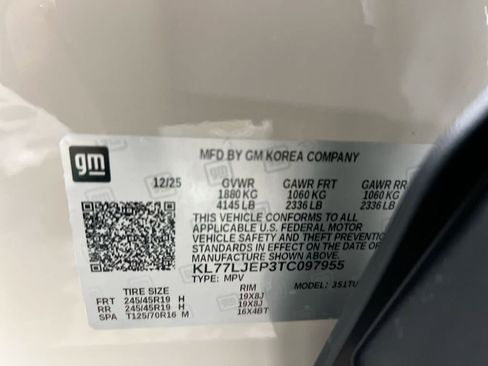 gm
MFD BY GM KOREA COMPANY
12/25 GVWR GAWR FRT GAWR RR
1880 KG 1060 KG 1060 KG
4145 LB 2336 LB 2336 LB
THIS VEHICLE CONFORMS TO ALL
APPLICABLE U.S. FEDERAL MOTOR
VEHICLE SAFETY AND THEFT PREVENTION
STANDARDS IN EFFECT ON THE DATE OF
MANUFACTURE SHOWN ABOVE.
KL77LJEP3TC097955
TYPE: MPV MODEL: 351TU
TIRE SIZE RIM
FRT 245/45R19 H 19X8J
RR 245/45R19 H 19X8J
SPA T125/70R16 M 16X4BT